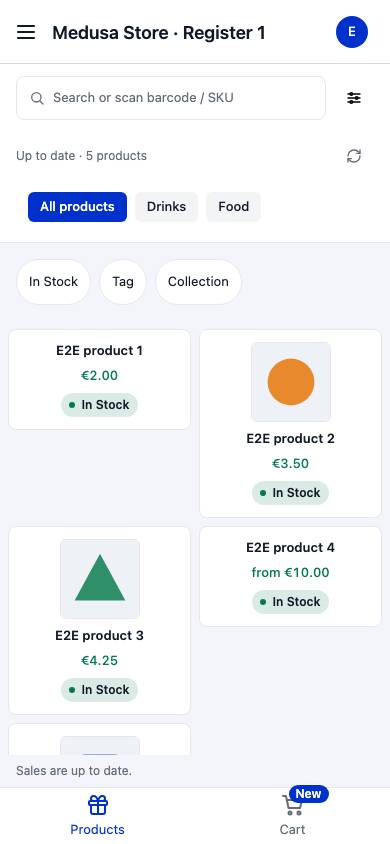 Medusa Store · Register 1
E
Search or scan barcode / SKU
Up to date · 5 products
All products
Drinks
Food
In Stock
Tag
Collection
E2E product 1
€2.00
In Stock
E2E product 2
€3.50
In Stock
E2E product 3
€4.25
In Stock
E2E product 4
from €10.00
In Stock
Sales are up to date.
New
Products
Cart